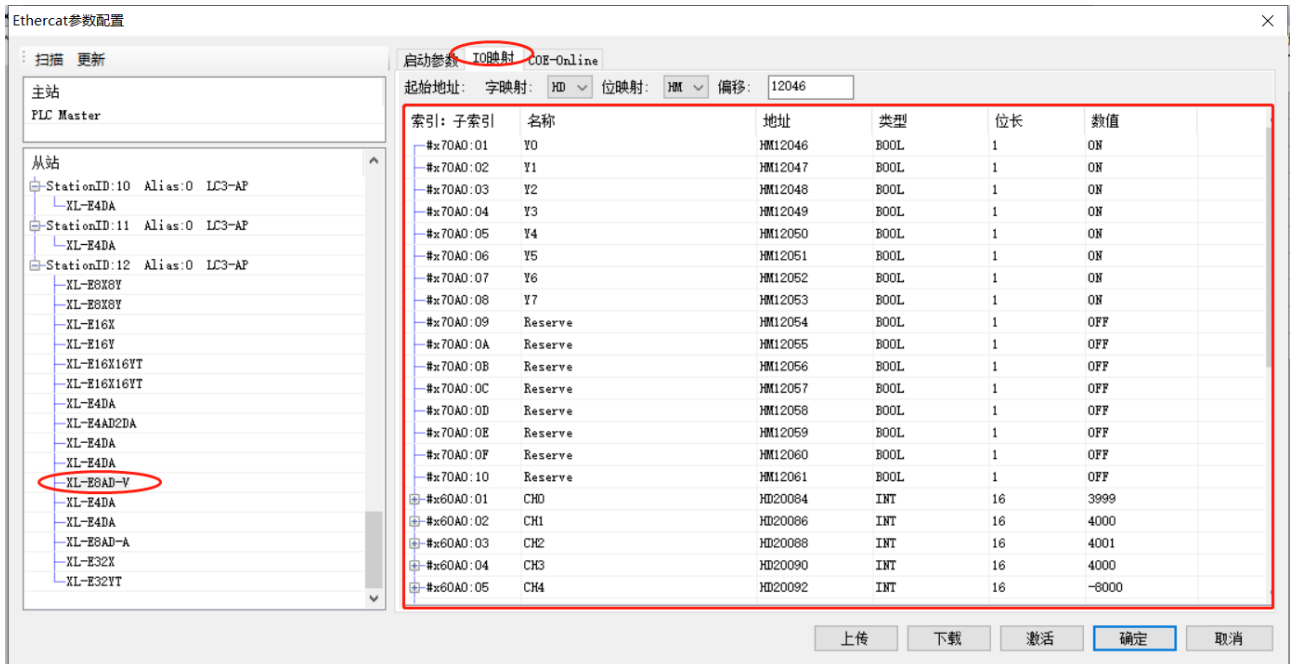 Ethercat参数配置
扫描 更新
主站
PLC Master
从站
StationID:10 Alias:0 LC3-AP
XL-E4DA
StationID:11 Alias:0 LC3-AP
XL-E4DA
StationID:12 Alias:0 LC3-AP
XL-E8X8Y
XL-E8X8Y
XL-E16X
XL-E16Y
XL-E16X16YT
XL-E16X16YT
XL-E4DA
XL-E4AD2DA
XL-E4DA
XL-E4DA
XL-E8AD-V
XL-E4DA
XL-E4DA
XL-E8AD-A
XL-E32X
XL-E32YT
启动参数 IO映射 COE-Online
起始地址: 字映射: HD 位映射: HM 偏移: 12046
索引: 子索引 名称 地址 类型 位长 数值
#x70A0:01 Y0 HM12046 BOOL 1 ON
#x70A0:02 Y1 HM12047 BOOL 1 ON
#x70A0:03 Y2 HM12048 BOOL 1 ON
#x70A0:04 Y3 HM12049 BOOL 1 ON
#x70A0:05 Y4 HM12050 BOOL 1 ON
#x70A0:06 Y5 HM12051 BOOL 1 ON
#x70A0:07 Y6 HM12052 BOOL 1 ON
#x70A0:08 Y7 HM12053 BOOL 1 ON
#x70A0:09 Reserve HM12054 BOOL 1 OFF
#x70A0:0A Reserve HM12055 BOOL 1 OFF
#x70A0:0B Reserve HM12056 BOOL 1 OFF
#x70A0:0C Reserve HM12057 BOOL 1 OFF
#x70A0:0D Reserve HM12058 BOOL 1 OFF
#x70A0:0E Reserve HM12059 BOOL 1 OFF
#x70A0:0F Reserve HM12060 BOOL 1 OFF
#x70A0:10 Reserve HM12061 BOOL 1 OFF
#x60A0:01 CH0 HD20084 INT 16 3999
#x60A0:02 CH1 HD20086 INT 16 4000
#x60A0:03 CH2 HD20088 INT 16 4001
#x60A0:04 CH3 HD20090 INT 16 4000
#x60A0:05 CH4 HD20092 INT 16 -8000
上传 下载 激活 确定 取消